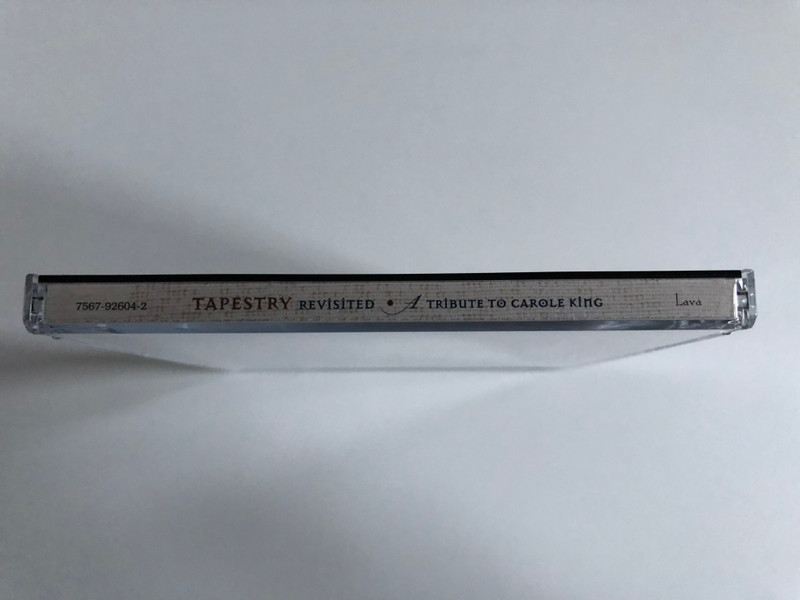 7567-92604-2 TAPESTRY REVISITED • A TRIBUTE TO CAROLE KING Lava